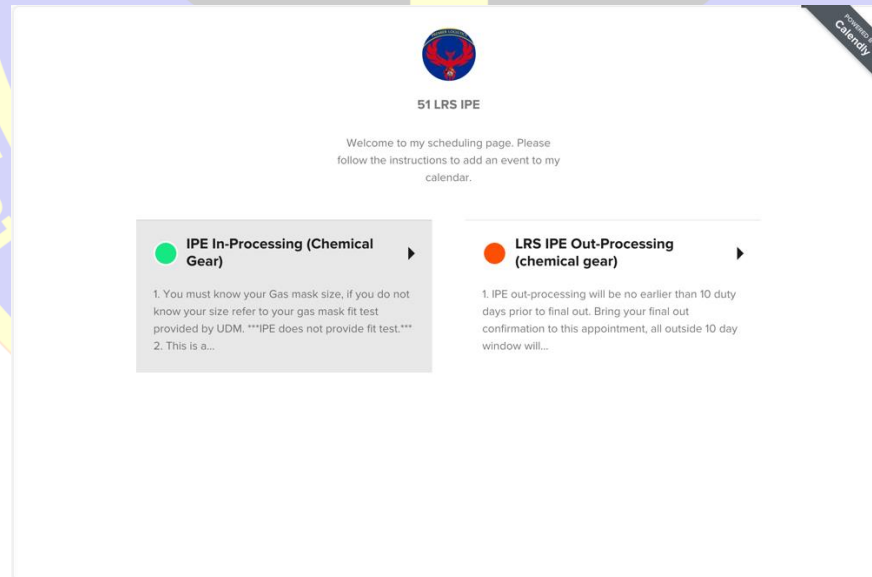 POWERED BY
Calendly
51 LRS IPE
Welcome to my scheduling page. Please
follow the instructions to add an event to my
calendar.
IPE In-Processing (Chemical
Gear)
1. You must know your Gas mask size, if you do not
know your size refer to your gas mask fit test
provided by UDM. ***IPE does not provide fit test.***
2. This is a...
LRS IPE Out-Processing
(chemical gear)
1. IPE out-processing will be no earlier than 10 duty
days prior to final out. Bring your final out
confirmation to this appointment, all outside 10 day
window will...